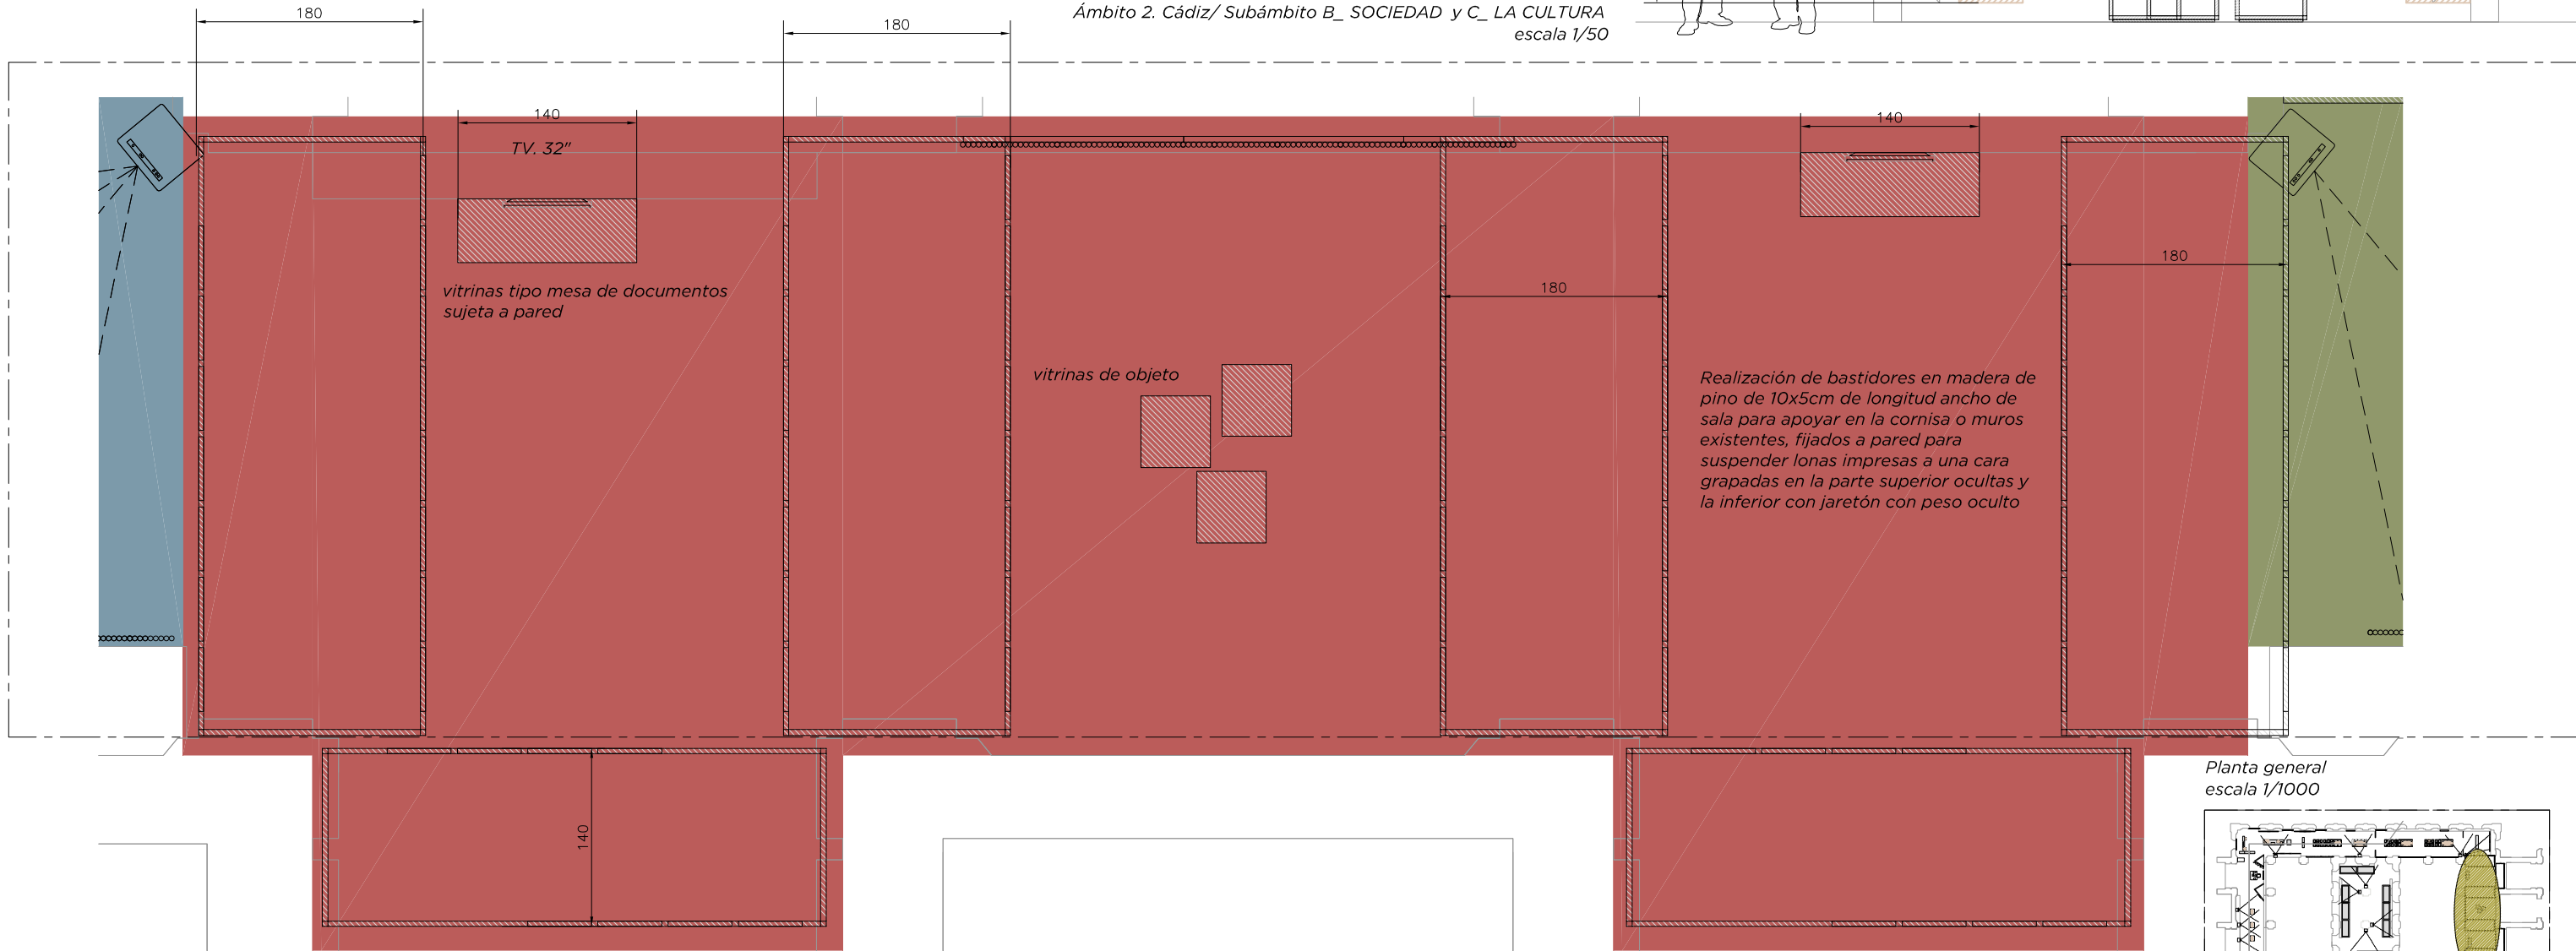 Ámbito 2. Cádiz/ Subámbito B_ SOCIEDAD y C_ LA CULTURA
escala 1/50
180
180
140
TV. 32"
140
vitrinas tipo mesa de documentos
sujeta a pared
180
180
vitrinas de objeto
Realización de bastidores en madera de
pino de 10x5cm de longitud ancho de
sala para apoyar en la cornisa o muros
existentes, fijados a pared para
suspender lonas impresas a una cara
grapadas en la parte superior ocultas y
la inferior con jaretón con peso oculto
140
Planta general
escala 1/1000